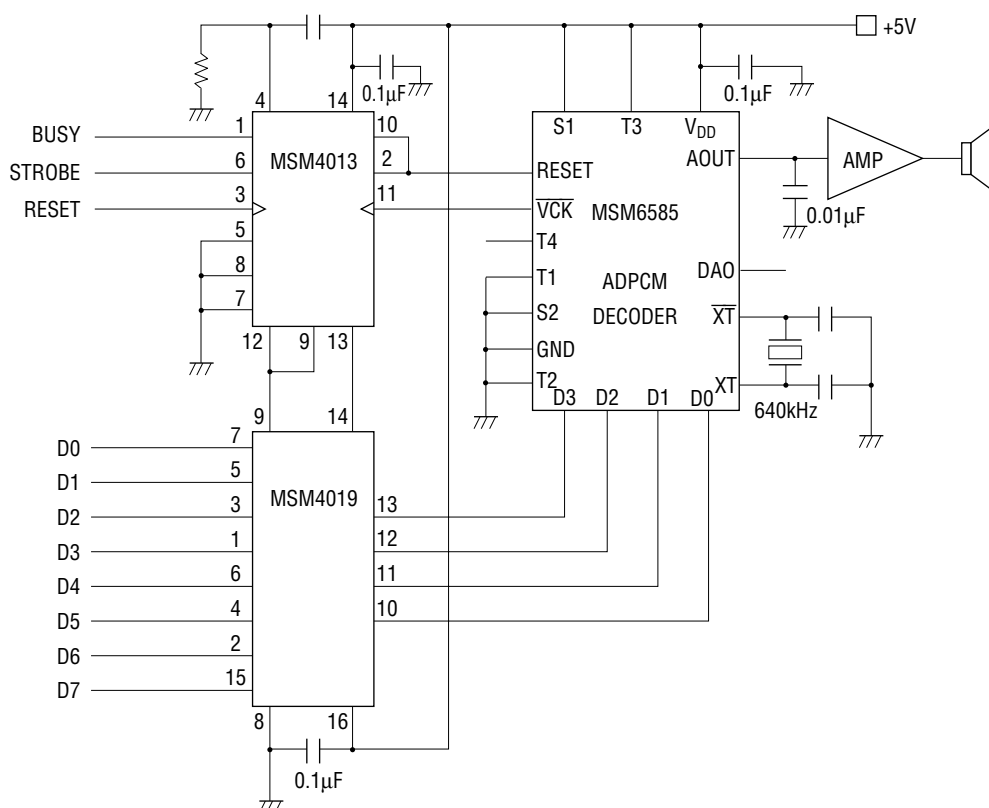 +5V
0.1µF
0.1µF
4
14
BUSY
1
10
STROBE
6
2
RESET
3
11
5
8
7
MSM4013
12
9
13
S1
T3
VDD
RESET
AOUT
VCK
MSM6585
T4
T1
ADPCM
DAO
S2
DECODER
XT
GND
T2
XT
D3
D2
D1
D0
640kHz
AMP
0.01µF
9
14
D0
7
D1
5
MSM4019
D2
3
13
D3
1
12
D4
6
11
D5
4
10
D6
2
D7
15
8
16
0.1µF